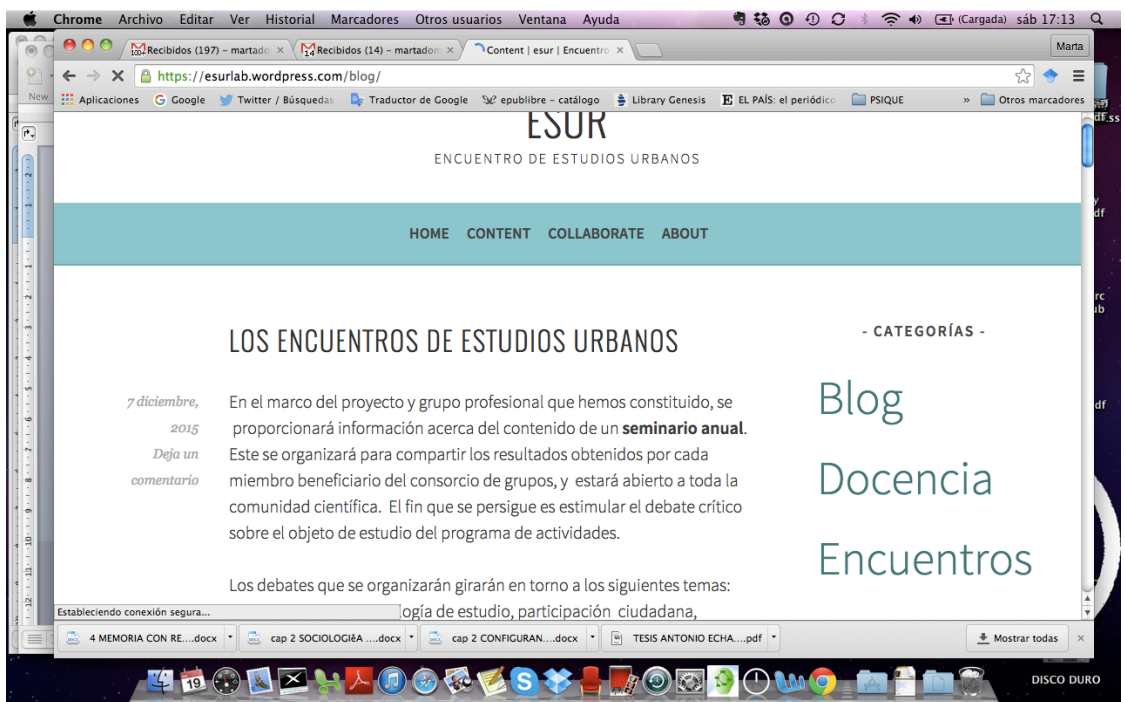 Chrome Archivo Editar Ver Historial Marcadores Otros usuarios Ventana Ayuda (Cargada) sáb 17:13
Recibidos (197) – martado × Recibidos (14) – martadom × Content | esur | Encuentro × Marta
https://esurlab.wordpress.com/blog/
New Aplicaciones Google Twitter / Búsquedas Traductor de Google epublibre – catálogo Library Genesis EL PAÍS: el periódico PSIQUE » Otros marcadores
ESUR
ENCUENTRO DE ESTUDIOS URBANOS
HOME CONTENT COLLABORATE ABOUT
LOS ENCUENTROS DE ESTUDIOS URBANOS
7 diciembre,
2015
Deja un
comentario
En el marco del proyecto y grupo profesional que hemos constituido, se
proporcionará información acerca del contenido de un seminario anual.
Este se organizará para compartir los resultados obtenidos por cada
miembro beneficiario del consorcio de grupos, y estará abierto a toda la
comunidad científica. El fin que se persigue es estimular el debate crítico
sobre el objeto de estudio del programa de actividades.
Los debates que se organizarán girarán en torno a los siguientes temas:
ogía de estudio, participación ciudadana,
- CATEGORÍAS -
Blog
Docencia
Encuentros
Estableciendo conexión segura...
4 MEMORIA CON RE....docx cap 2 SOCIOLOGIëA ....docx cap 2 CONFIGURAN....docx TESIS ANTONIO ECHA....pdf Mostrar todas ×
19
DISCO DURO